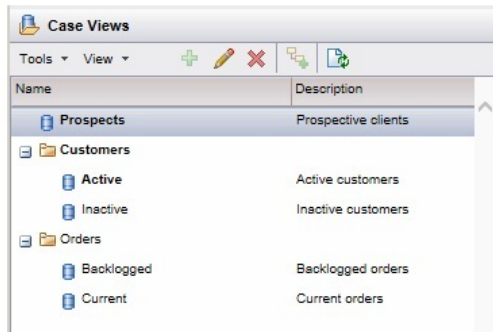 Case Views
Tools View
Name Description
Prospects Prospective clients
Customers
Active Active customers
Inactive Inactive customers
Orders
Backlogged Backlogged orders
Current Current orders